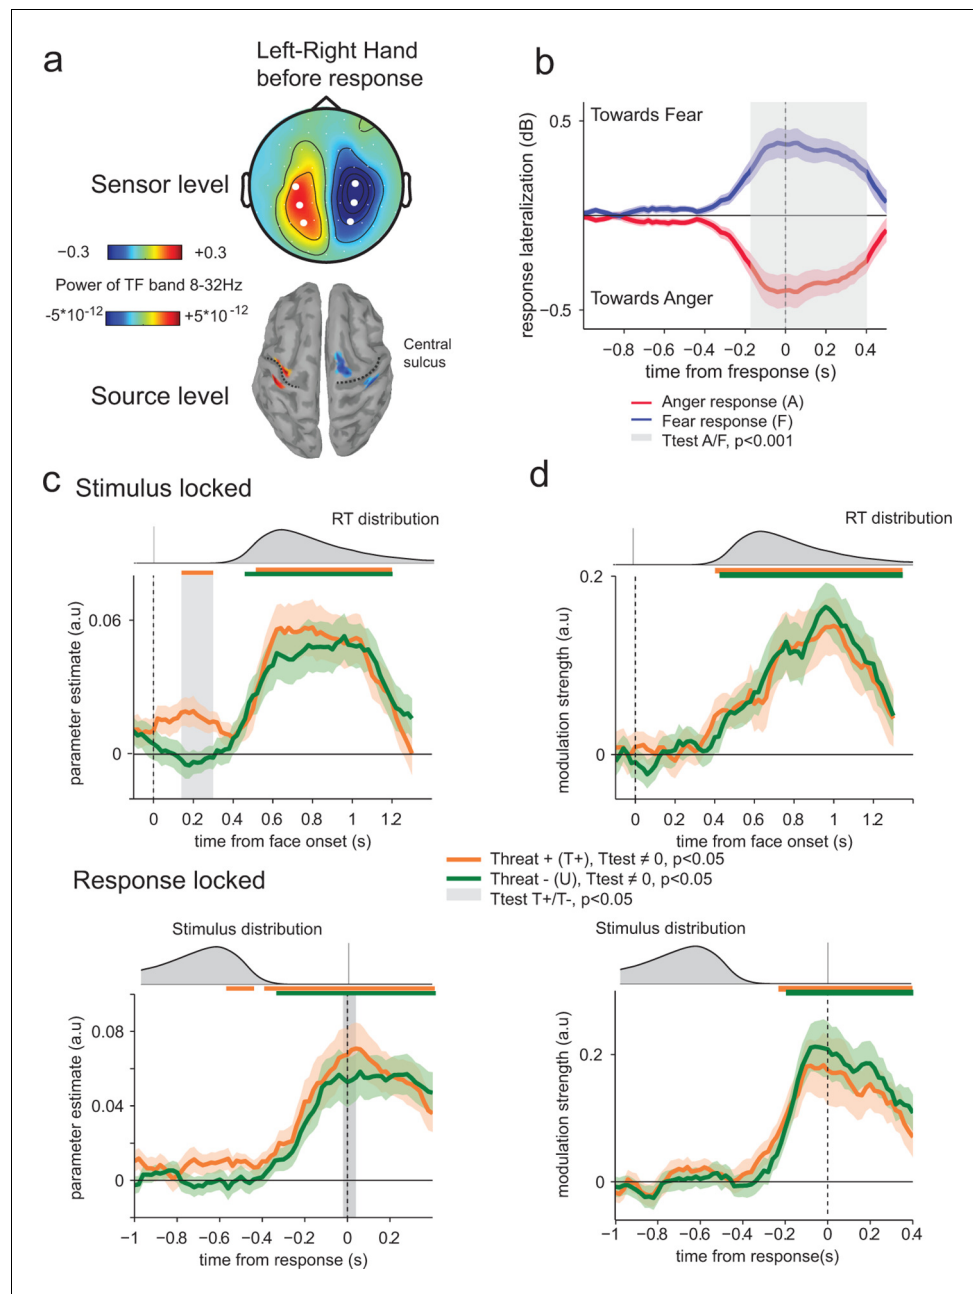 a
Left-Right Hand
before response
Sensor level
−0.3
+0.3
Power of TF band 8-32Hz
-5*10⁻¹²
+5*10⁻¹²
Central
sulcus
Source level
b
Towards Fear
Towards Anger
response lateralization (dB)
0.5
0
−0.5
−0.8 −0.6 −0.4 −0.2 0 0.2 0.4
time from fresponse (s)
Anger response (A)
Fear response (F)
Ttest A/F, p<0.001
c
Stimulus locked
RT distribution
parameter estimate (a.u)
0.06
0
0 0.2 0.4 0.6 0.8 1 1.2
time from face onset (s)
d
RT distribution
modulation strength (a.u)
0.2
0
0 0.2 0.4 0.6 0.8 1 1.2 1.4
time from face onset (s)
Threat + (T+), Ttest ≠ 0, p<0.05
Threat - (U), Ttest ≠ 0, p<0.05
Ttest T+/T-, p<0.05
Response locked
Stimulus distribution
parameter estimate (a.u)
0.08
0.04
0
−1 −0.8 −0.6 −0.4 −0.2 0 0.2
time from response (s)
Stimulus distribution
modulation strength (a.u)
0.2
0
−1 −0.8 −0.6 −0.4 −0.2 0 0.2 0.4
time from response(s)